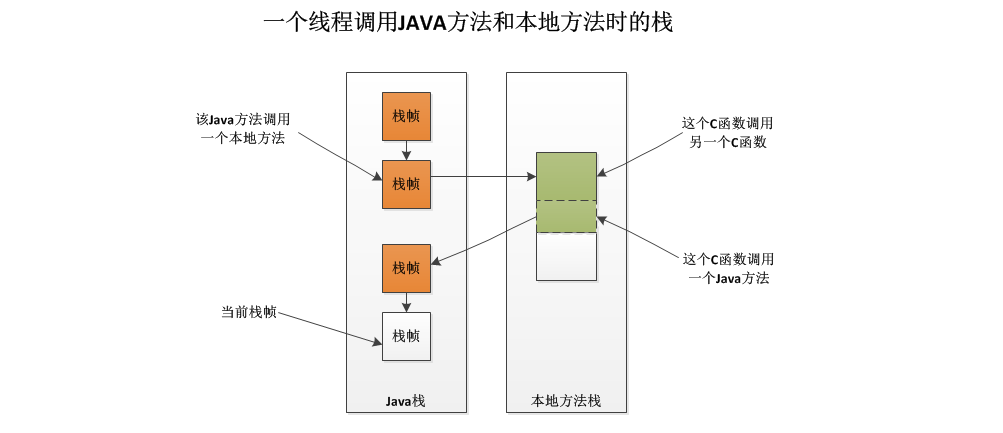 一个线程调用JAVA方法和本地方法时的栈
该Java方法调用
一个本地方法
栈帧
栈帧
栈帧
当前栈帧
栈帧
Java栈
这个C函数调用
另一个C函数
这个C函数调用
一个Java方法
本地方法栈